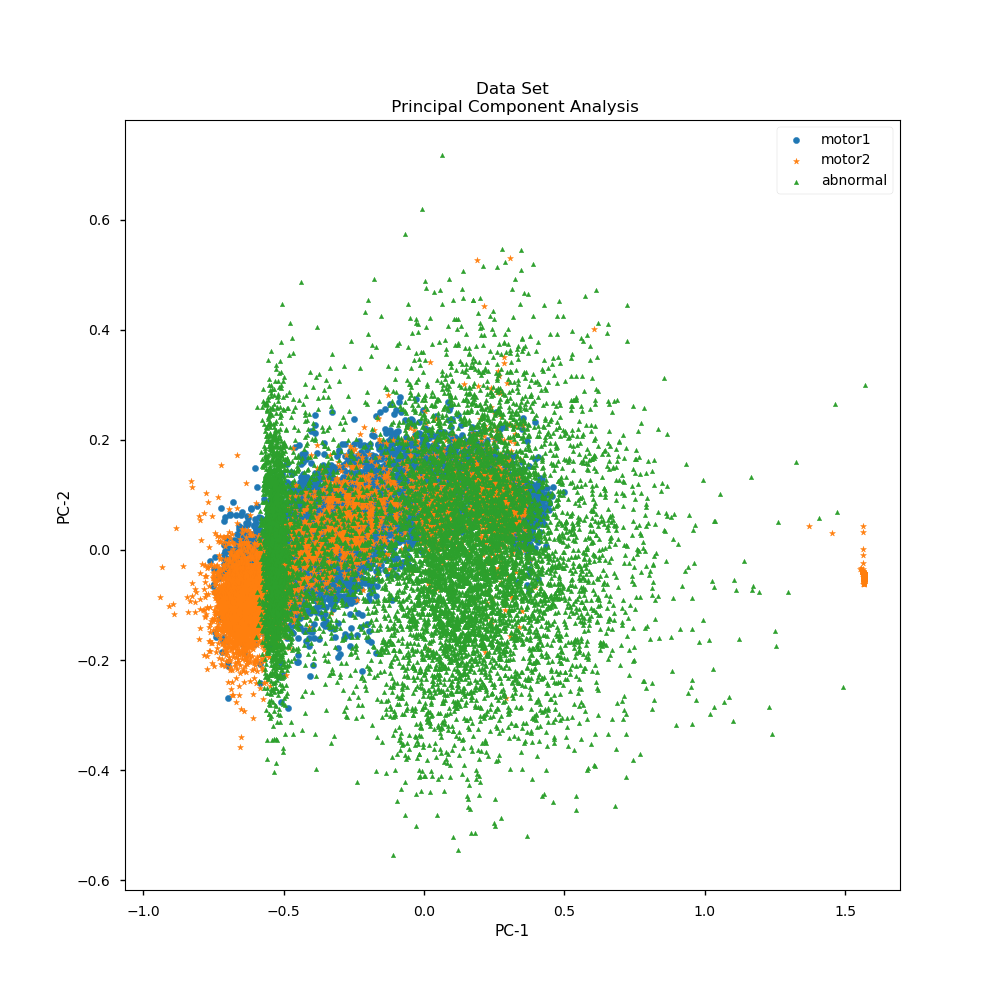 Data Set
Principal Component Analysis
motor1
motor2
abnormal
0.6
0.4
0.2
0.0
−0.2
−0.4
−0.6
PC-2
−1.0
−0.5
0.0
0.5
1.0
1.5
PC-1